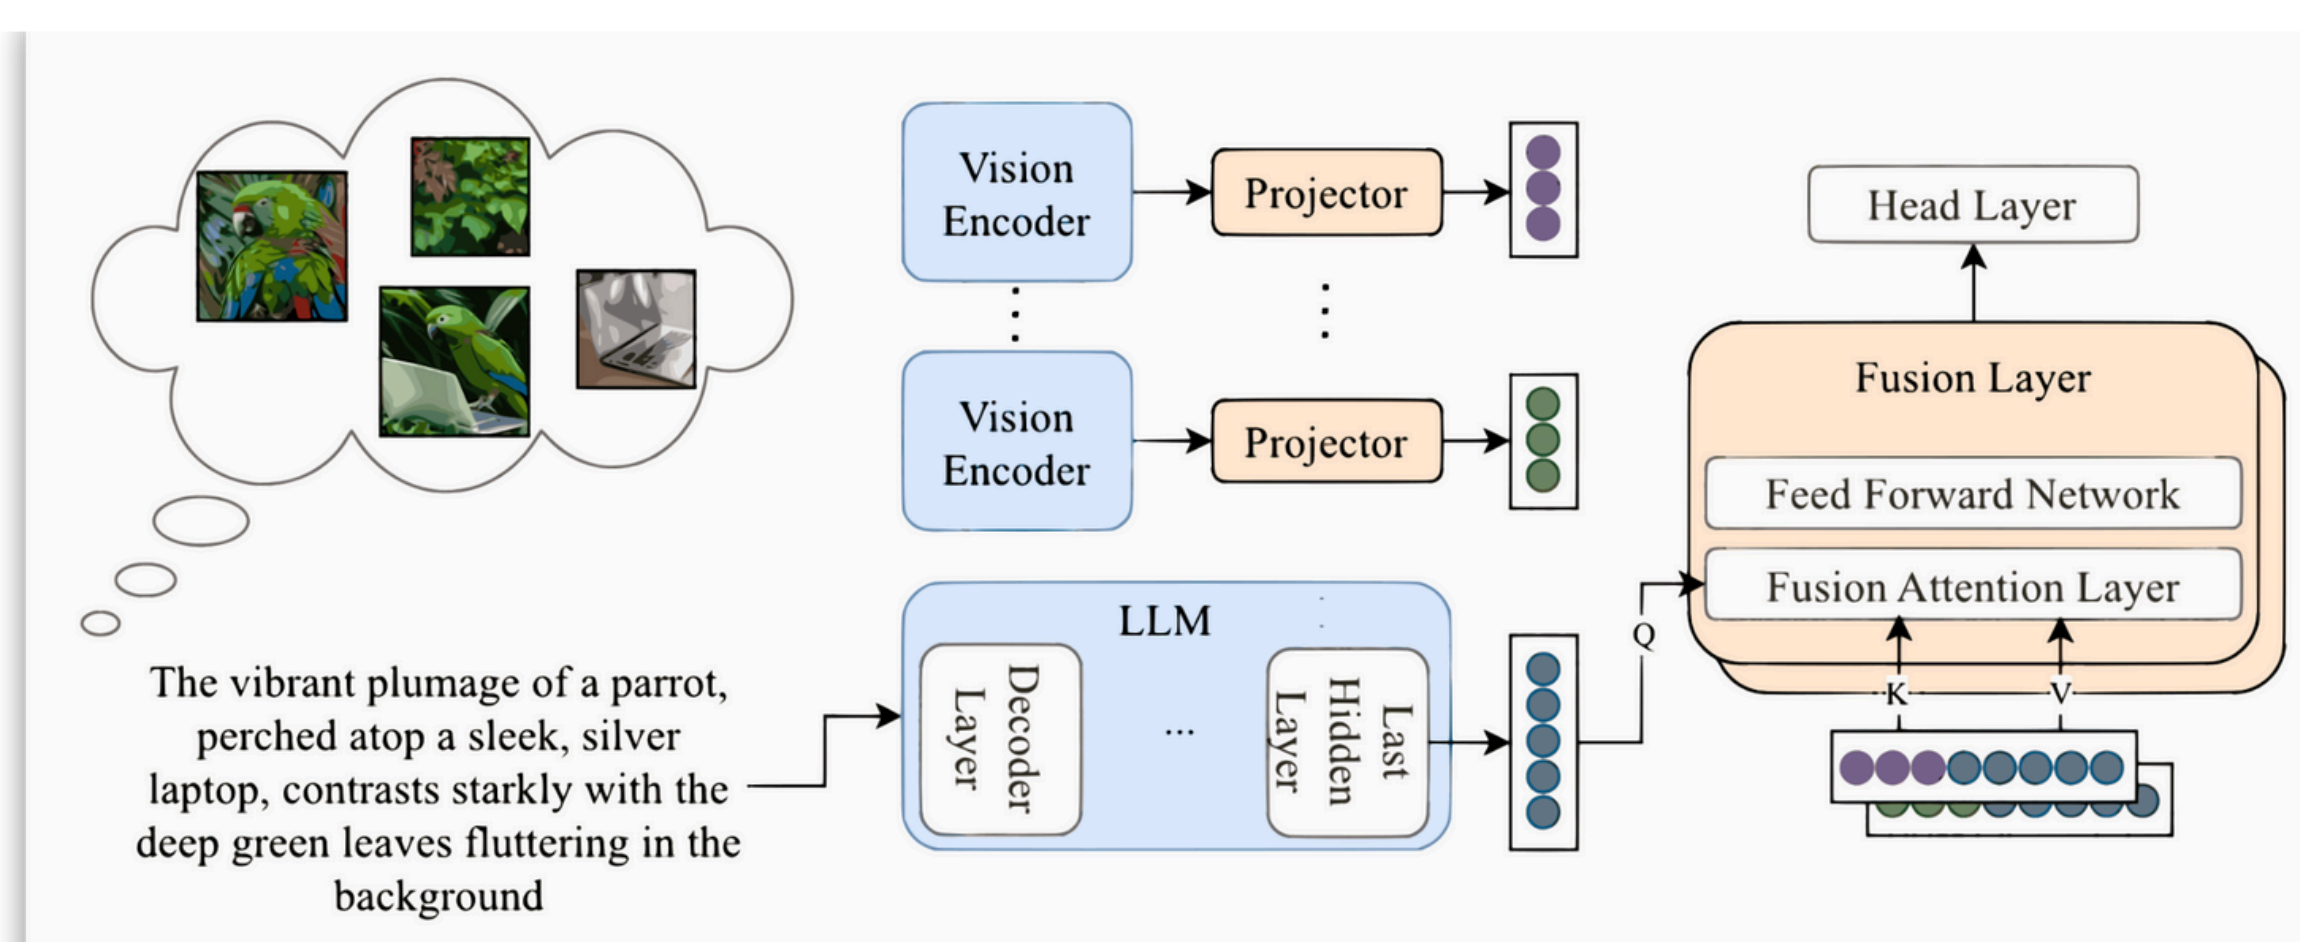 Vision
Encoder
Projector
Vision
Encoder
Projector
Head Layer
Fusion Layer
Feed Forward Network
Fusion Attention Layer
Q
K
V
LLM
Decoder
Layer
...
Last
Hidden
Layer
The vibrant plumage of a parrot,
perched atop a sleek, silver
laptop, contrasts starkly with the
deep green leaves fluttering in the
background